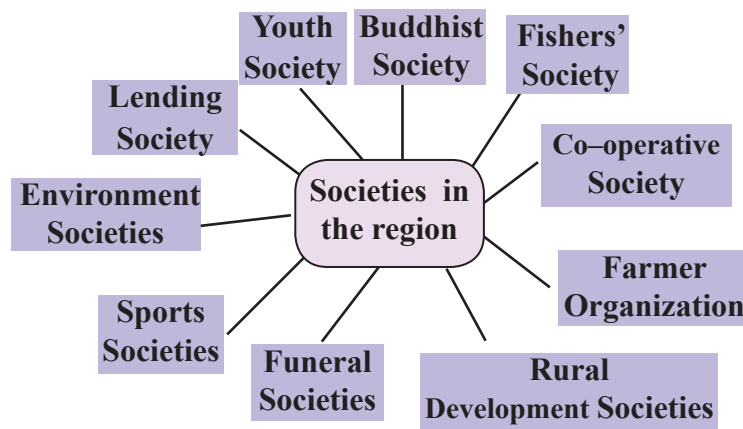 Youth
Society
Buddhist
Society
Fishers’
Society
Lending
Society
Co–operative
Society
Environment
Societies
Societies in
the region
Farmer
Organization
Sports
Societies
Funeral
Societies
Rural
Development Societies